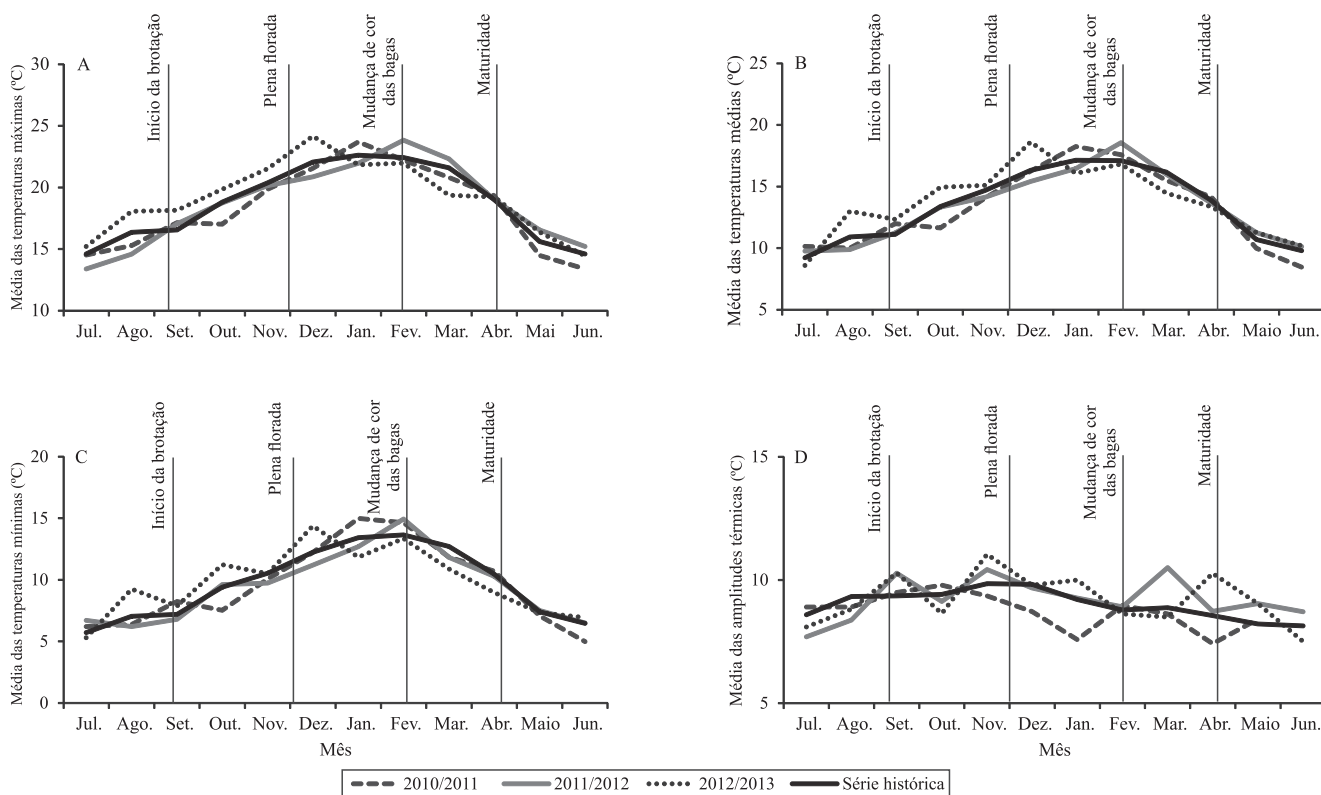 A
Média das temperaturas máximas (ºC)
30
25
20
15
10
Início da brotação
Plena florada
Mudança de cor
das bagas
Maturidade
Jul. Ago. Set. Out. Nov. Dez. Jan. Fev. Mar. Abr. Mai Jun.
B
Média das temperaturas médias (ºC)
25
20
15
10
5
Início da brotação
Plena florada
Mudança de cor
das bagas
Maturidade
Jul. Ago. Set. Out. Nov. Dez. Jan. Fev. Mar. Abr. Maio Jun.
C
Média das temperaturas mínimas (ºC)
20
15
10
5
0
Início da brotação
Plena florada
Mudança de cor
das bagas
Maturidade
Jul. Ago. Set. Out. Nov. Dez. Jan. Fev. Mar. Abr. Maio Jun.
Mês
D
Média das amplitudes térmicas (ºC)
15
10
5
Início da brotação
Plena florada
Mudança de cor
das bagas
Maturidade
Jul. Ago. Set. Out. Nov. Dez. Jan. Fev. Mar. Abr. Maio Jun.
Mês
2010/2011 2011/2012 2012/2013 Série histórica